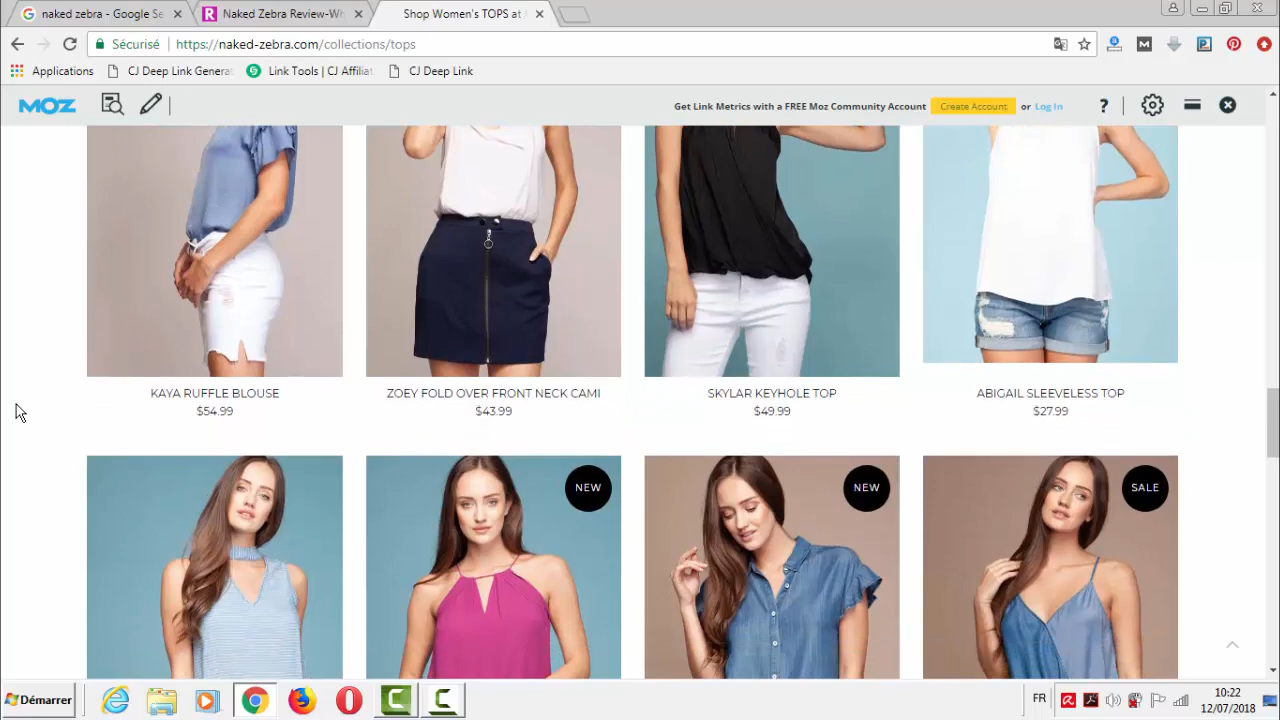 naked zebra - Google Se
Naked Zebra Review-Wh
Shop Women's TOPS at
Sécurisé
https://naked-zebra.com/collections/tops
Applications
CJ Deep Link Genera
Link Tools | CJ Affiliat
CJ Deep Link
MOZ
Get Link Metrics with a FREE Moz Community Account
Create Account
or Log In
?
KAYA RUFFLE BLOUSE
$54.99
ZOEY FOLD OVER FRONT NECK CAMI
$43.99
SKYLAR KEYHOLE TOP
$49.99
ABIGAIL SLEEVELESS TOP
$27.99
NEW
NEW
SALE
Démarrer
FR
10:22
12/07/2018